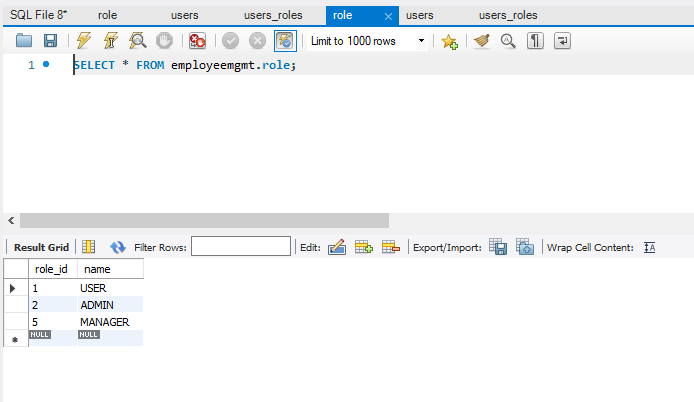 SQL File 8* role users users_roles role users users_roles
Limit to 1000 rows
1 SELECT * FROM employeemgmt.role;
Result Grid Filter Rows: Edit: Export/Import: Wrap Cell Content:
role_id name
1 USER
2 ADMIN
5 MANAGER
NULL NULL